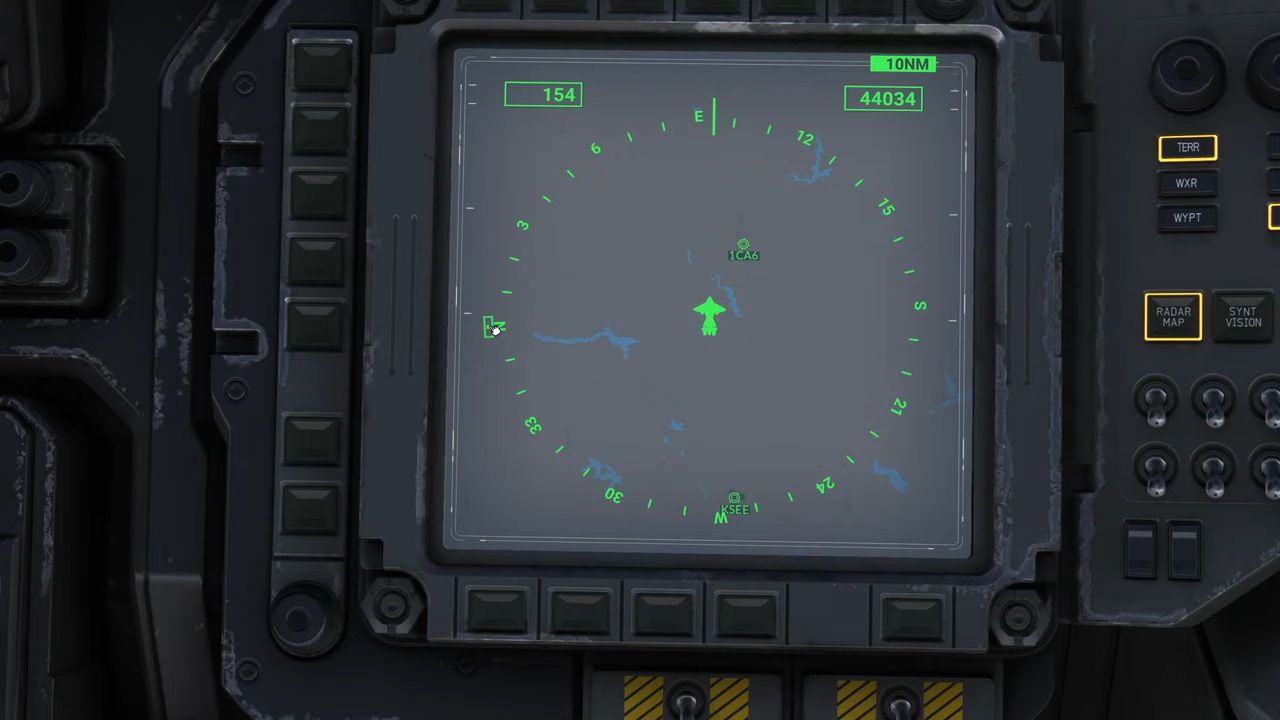 10NM
154
44034
E
6
12
3
15
N
S
33
21
30
24
W
1CA6
KSEE
TERR
WXR
WYPT
RADAR
MAP
SYNT
VISION